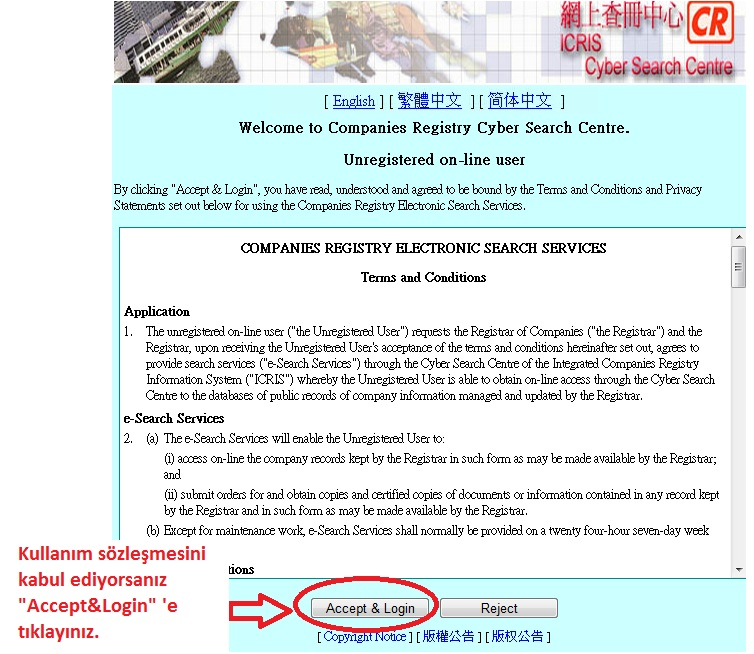 網上查冊中心 CR
ICRIS
Cyber Search Centre
[ English ] [ 繁體中文 ] [ 简体中文 ]
Welcome to Companies Registry Cyber Search Centre.
Unregistered on-line user
By clicking "Accept & Login", you have read, understood and agreed to be bound by the Terms and Conditions and Privacy
Statements set out below for using the Companies Registry Electronic Search Services.
COMPANIES REGISTRY ELECTRONIC SEARCH SERVICES
Terms and Conditions
Application
1. The unregistered on-line user ("the Unregistered User") requests the Registrar of Companies ("the Registrar") and the
Registrar, upon receiving the Unregistered User's acceptance of the terms and conditions hereinafter set out, agrees to
provide search services ("e-Search Services") through the Cyber Search Centre of the Integrated Companies Registry
Information System ("ICRIS") whereby the Unregistered User is able to obtain on-line access through the Cyber Search
Centre to the databases of public records of company information managed and updated by the Registrar.
e-Search Services
2. (a) The e-Search Services will enable the Unregistered User to:
(i) access on-line the company records kept by the Registrar in such form as may be made available by the Registrar;
and
(ii) submit orders for and obtain copies and certified copies of documents or information contained in any record kept
by the Registrar and in such form as may be made available by the Registrar.
(b) Except for maintenance work, e-Search Services shall normally be provided on a twenty four-hour seven-day week
Kullanım sözleşmesini
kabul ediyorsanız
"Accept&Login" 'e
tıklayınız.
Accept & Login
Reject
[ Copyright Notice ] [ 版權公告 ] [ 版权公告 ]